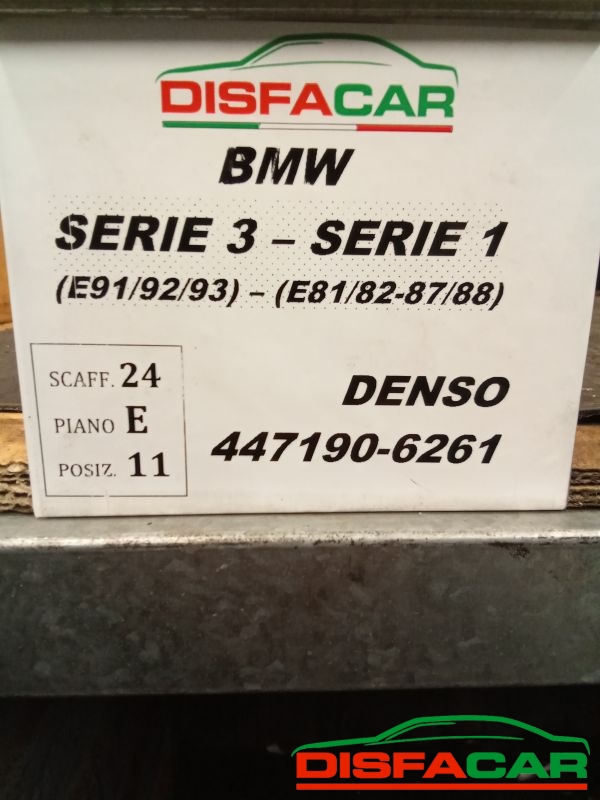 DISFACAR
BMW
SERIE 3 – SERIE 1
(E91/92/93) – (E81/82-87/88)
SCAFF. 24
PIANO E
POSIZ. 11
DENSO
447190-6261
DISFACAR